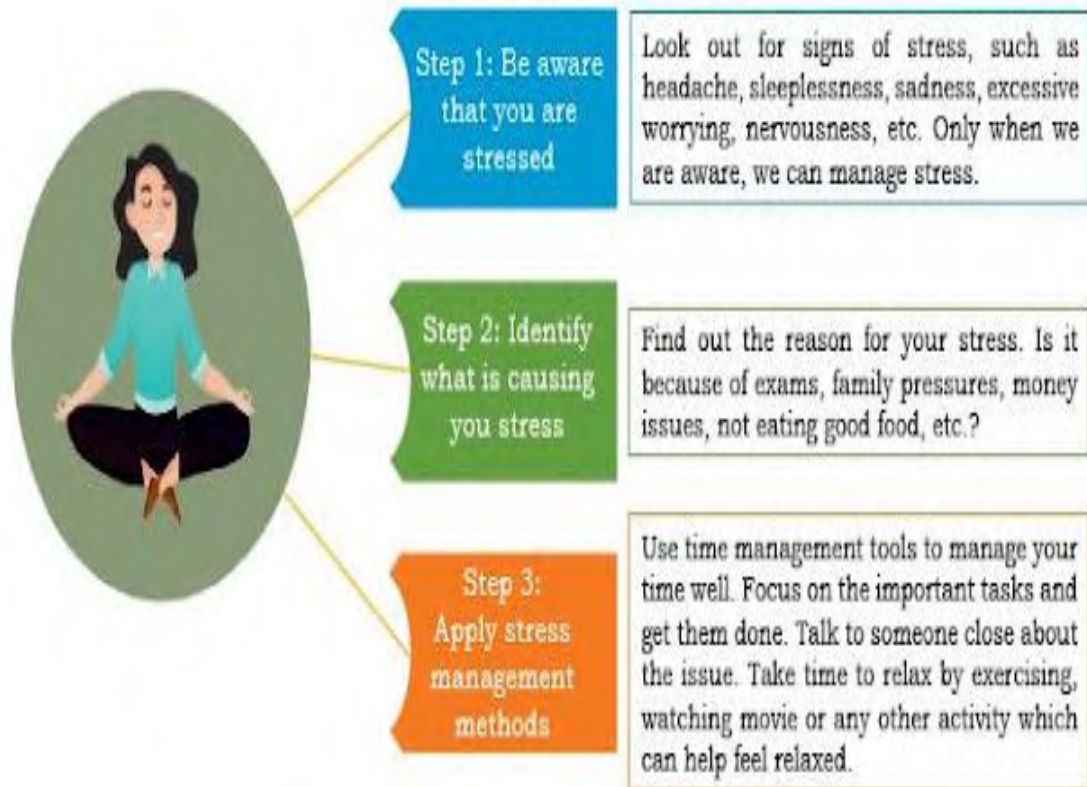 Step 1: Be aware
that you are
stressed
Look out for signs of stress, such as
headache, sleeplessness, sadness, excessive
worrying, nervousness, etc. Only when we
are aware, we can manage stress.
Step 2: Identify
what is causing
you stress
Find out the reason for your stress. Is it
because of exams, family pressures, money
issues, not eating good food, etc.?
Step 3:
Apply stress
management
methods
Use time management tools to manage your
time well. Focus on the important tasks and
get them done. Talk to someone close about
the issue. Take time to relax by exercising,
watching movie or any other activity which
can help feel relaxed.